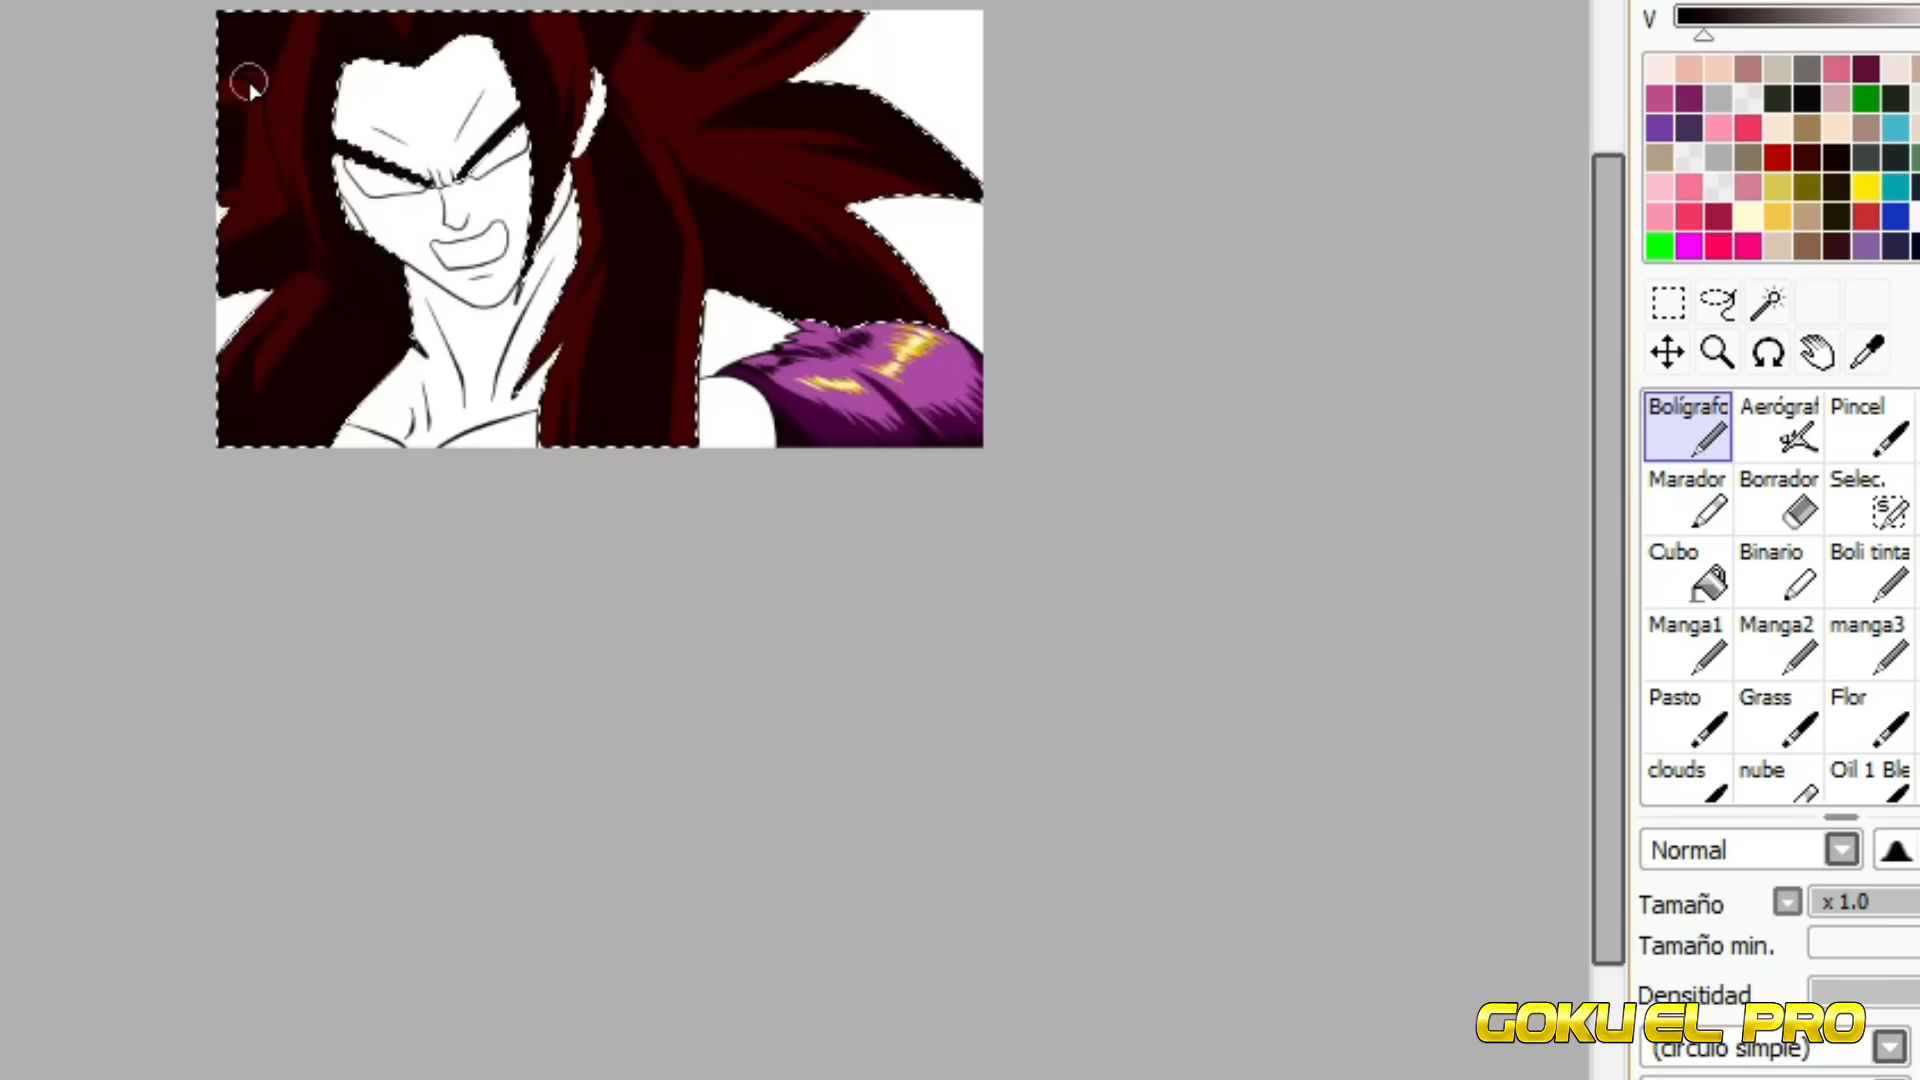 V
Bolígrafo Aerógraf Pincel
Marador Borrador Selec.
Cubo Binario Boli tinta
Manga1 Manga2 manga3
Pasto Grass Flor
clouds nube Oil 1 Ble
Normal
Tamaño x 1.0
Tamaño min.
Densitidad
GOKU EL PRO
(circulo simple)